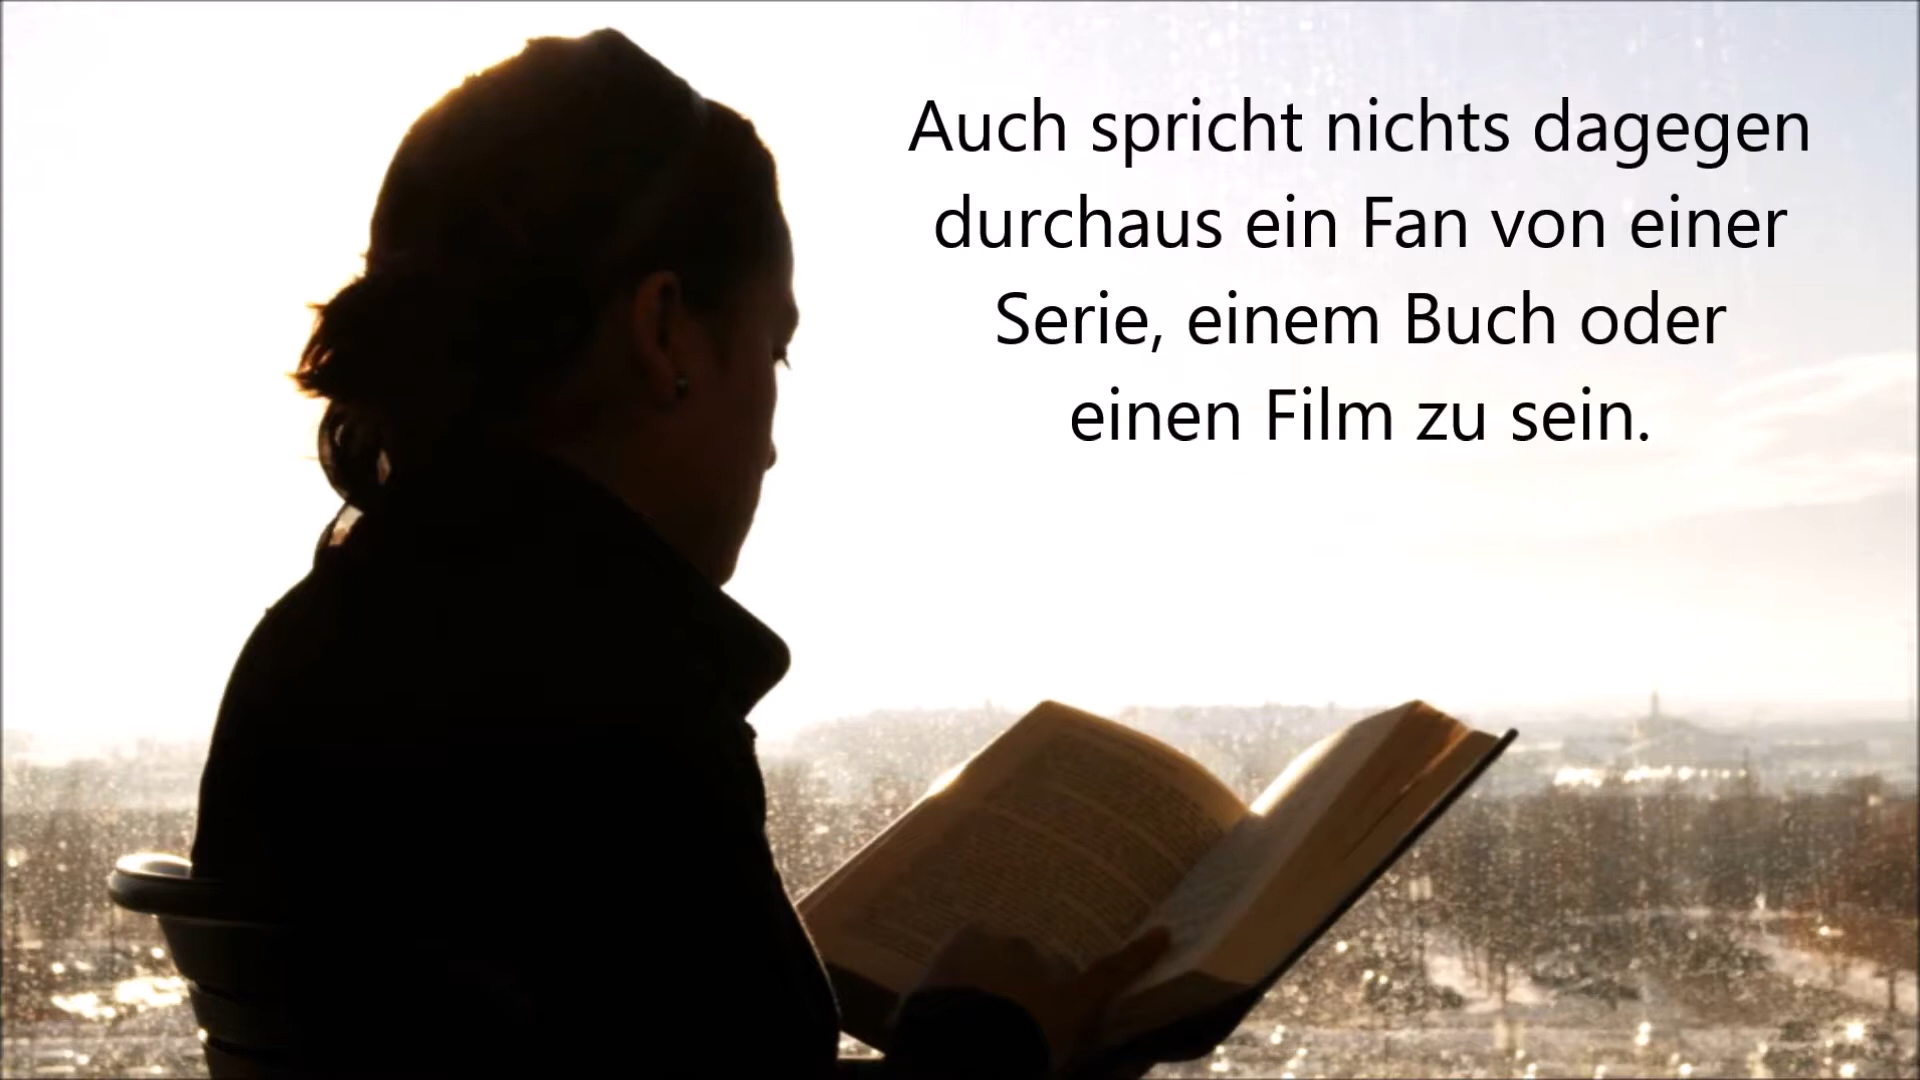 Auch spricht nichts dagegen
durchaus ein Fan von einer
Serie, einem Buch oder
einen Film zu sein.